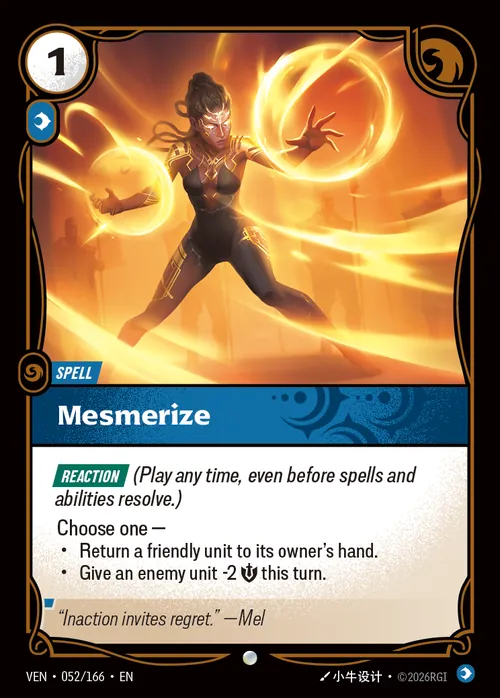 1
SPELL
Mesmerize
REACTION (Play any time, even before spells and
abilities resolve.)
Choose one —
• Return a friendly unit to its owner’s hand.
• Give an enemy unit -2 this turn.
“Inaction invites regret.” —Mel
VEN • 052/166 • EN
小牛设计 • ©2026RGI